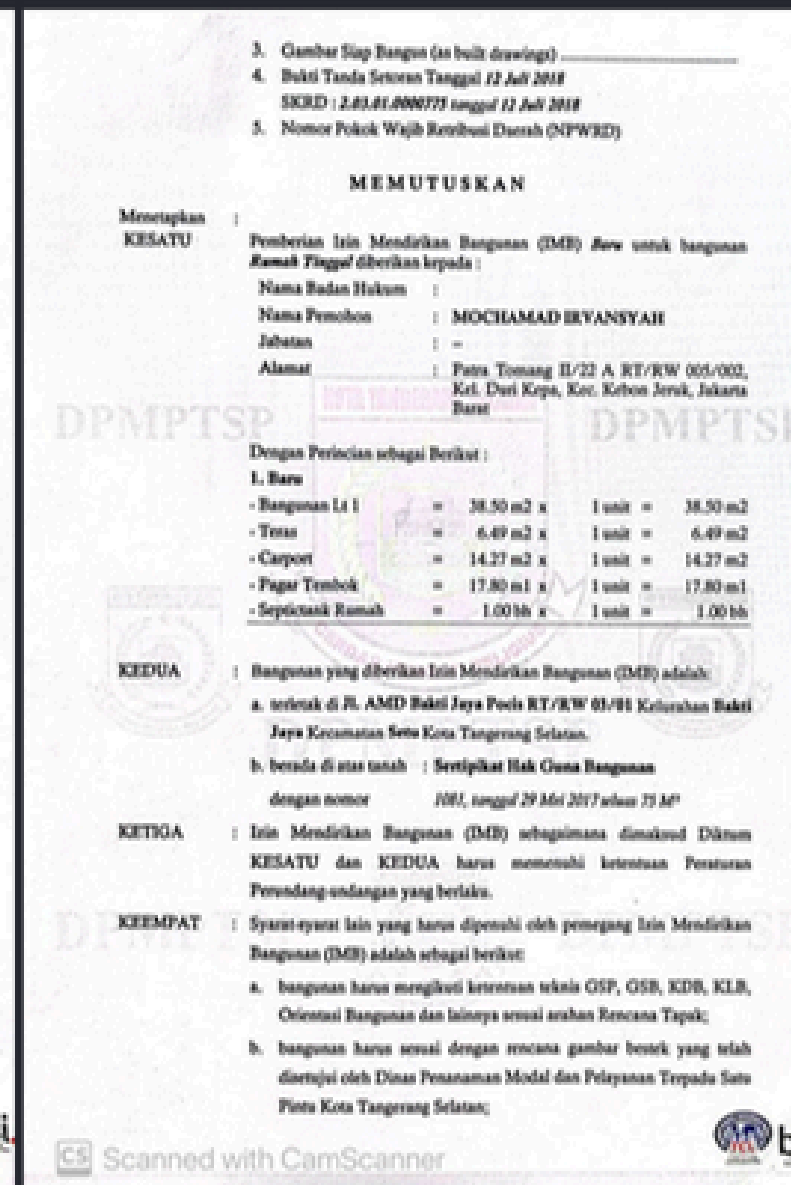 3. Gambar Siap Bangun (as built drawings)
4. Bukti Tanda Setoran Tanggal 12 Juli 2018
SKRD : 2.03.01.0000775 tanggal 12 Juli 2018
5. Nomor Pokok Wajib Retribusi Daerah (NPWRD)
MEMUTUSKAN
Menetapkan :
KESATU Pemberian Izin Mendirikan Bangunan (IMB) Baru untuk bangunan
Rumah Tinggal diberikan kepada :
Nama Badan Hukum :
Nama Pemohon : MOCHAMAD IRVANSYAH
Jabatan : -
Alamat : Patra Tomang II/22 A RT/RW 005/002,
Kel. Duri Kepa, Kec. Kebon Jeruk, Jakarta
Barat
DPMPTSP DPMPTSP
Dengan Perincian sebagai Berikut :
1. Baru
- Bangunan Lt 1 = 38.50 m2 x 1 unit = 38.50 m2
- Teras = 6.49 m2 x 1 unit = 6.49 m2
- Carport = 14.27 m2 x 1 unit = 14.27 m2
- Pagar Tembok = 17.80 m1 x 1 unit = 17.80 m1
- Septictank Rumah = 1.00 bh x 1 unit = 1.00 bh
KEDUA : Bangunan yang diberikan Izin Mendirikan Bangunan (IMB) adalah:
a. terletak di Jl. AMD Bakti Jaya Pocis RT/RW 03/01 Kelurahan Bakti
Jaya Kecamatan Setu Kota Tangerang Selatan.
b. berada di atas tanah : Sertipikat Hak Guna Bangunan
dengan nomor 1081, tanggal 29 Mei 2017 seluas 75 M²
KETIGA : Izin Mendirikan Bangunan (IMB) sebagaimana dimaksud Diktum
KESATU dan KEDUA harus memenuhi ketentuan Peraturan
Perundang-undangan yang berlaku.
KEEMPAT : Syarat-syarat lain yang harus dipenuhi oleh pemegang Izin Mendirikan
Bangunan (IMB) adalah sebagai berikut:
a. bangunan harus mengikuti ketentuan teknis GSP, GSB, KDB, KLB,
Orientasi Bangunan dan lainnya sesuai arahan Rencana Tapak;
b. bangunan harus sesuai dengan rencana gambar bestek yang telah
disetujui oleh Dinas Penanaman Modal dan Pelayanan Terpadu Satu
Pintu Kota Tangerang Selatan;
CS Scanned with CamScanner